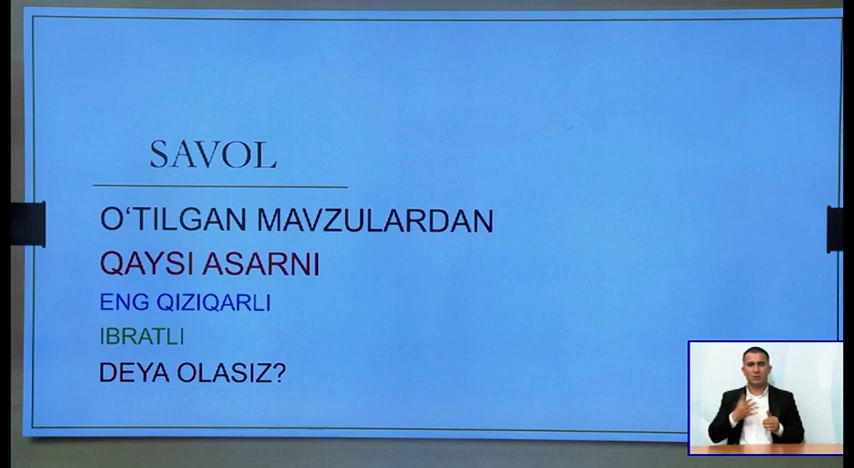 SAVOL
O‘TILGAN MAVZULARDAN
QAYSI ASARNI
ENG QIZIQARLI
IBRATLI
DEYA OLASIZ?